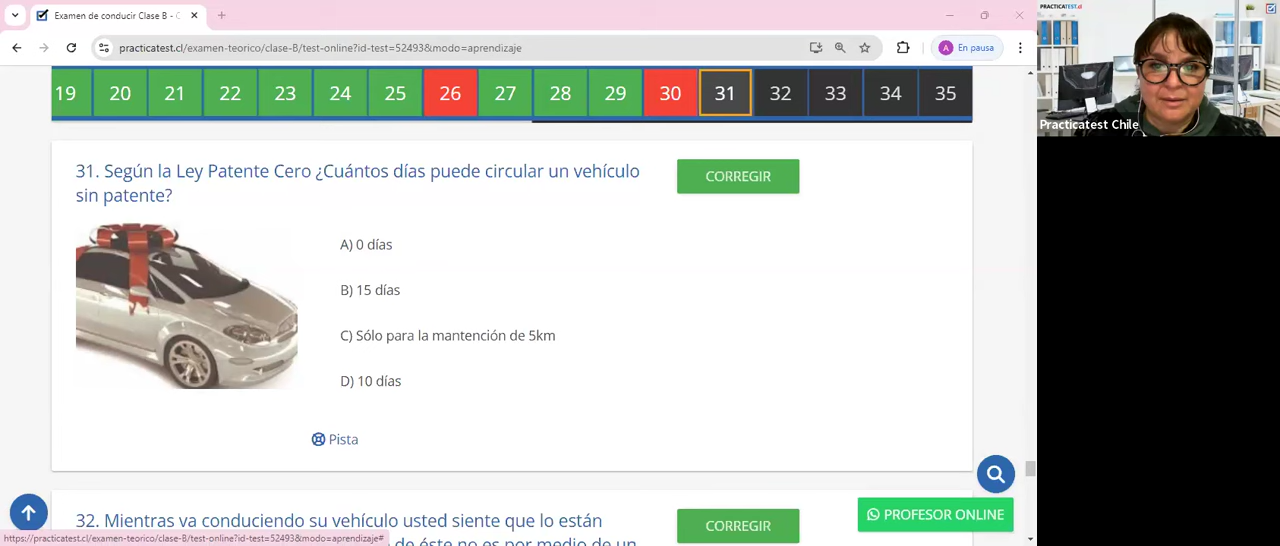 Examen de conducir Clase B - C
practicatest.cl/examen-teorico/clase-B/test-online?id-test=52493&modo=aprendizaje
A
En pausa
PRACTICATEST.cl
Practicatest Chile
19 20 21 22 23 24 25 26 27 28 29 30 31 32 33 34 35
31. Según la Ley Patente Cero ¿Cuántos días puede circular un vehículo
sin patente?
CORREGIR
A) 0 días
B) 15 días
C) Sólo para la mantención de 5km
D) 10 días
Pista
32. Mientras va conduciendo su vehículo usted siente que lo están
CORREGIR
de éste no es por medio de un
PROFESOR ONLINE
https://practicatest.cl/examen-teorico/clase-B/test-online?id-test=52493&modo=aprendizaje#